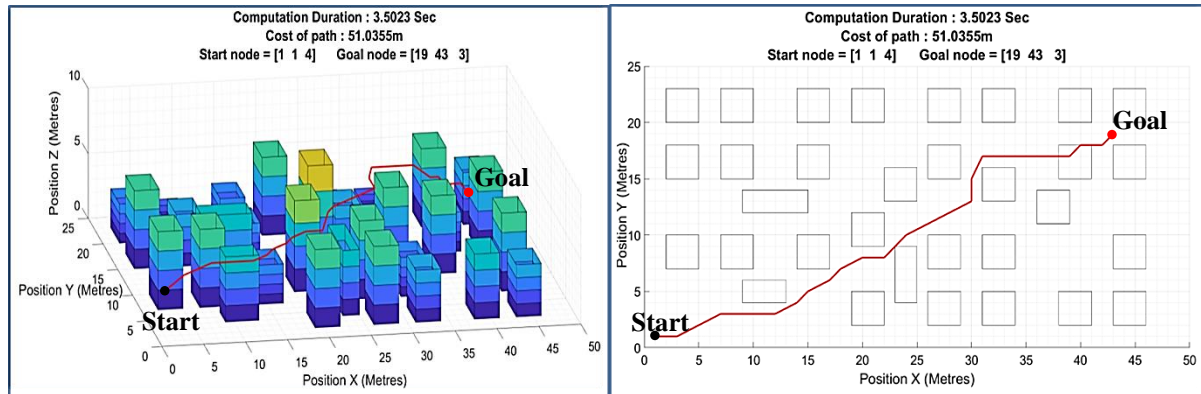 Computation Duration : 3.5023 Sec
Cost of path : 51.0355m
Start node = [1 1 4] Goal node = [19 43 3]
Position Z (Metres)
10
5
0
25
20
15
10
5
0
Position Y (Metres)
0
5
10
15
20
25
30
35
40
45
50
Position X (Metres)
Start
Goal
Computation Duration : 3.5023 Sec
Cost of path : 51.0355m
Start node = [1 1 4] Goal node = [19 43 3]
Position Y (Metres)
25
20
15
10
5
0
0
5
10
15
20
25
30
35
40
45
50
Position X (Metres)
Start
Goal